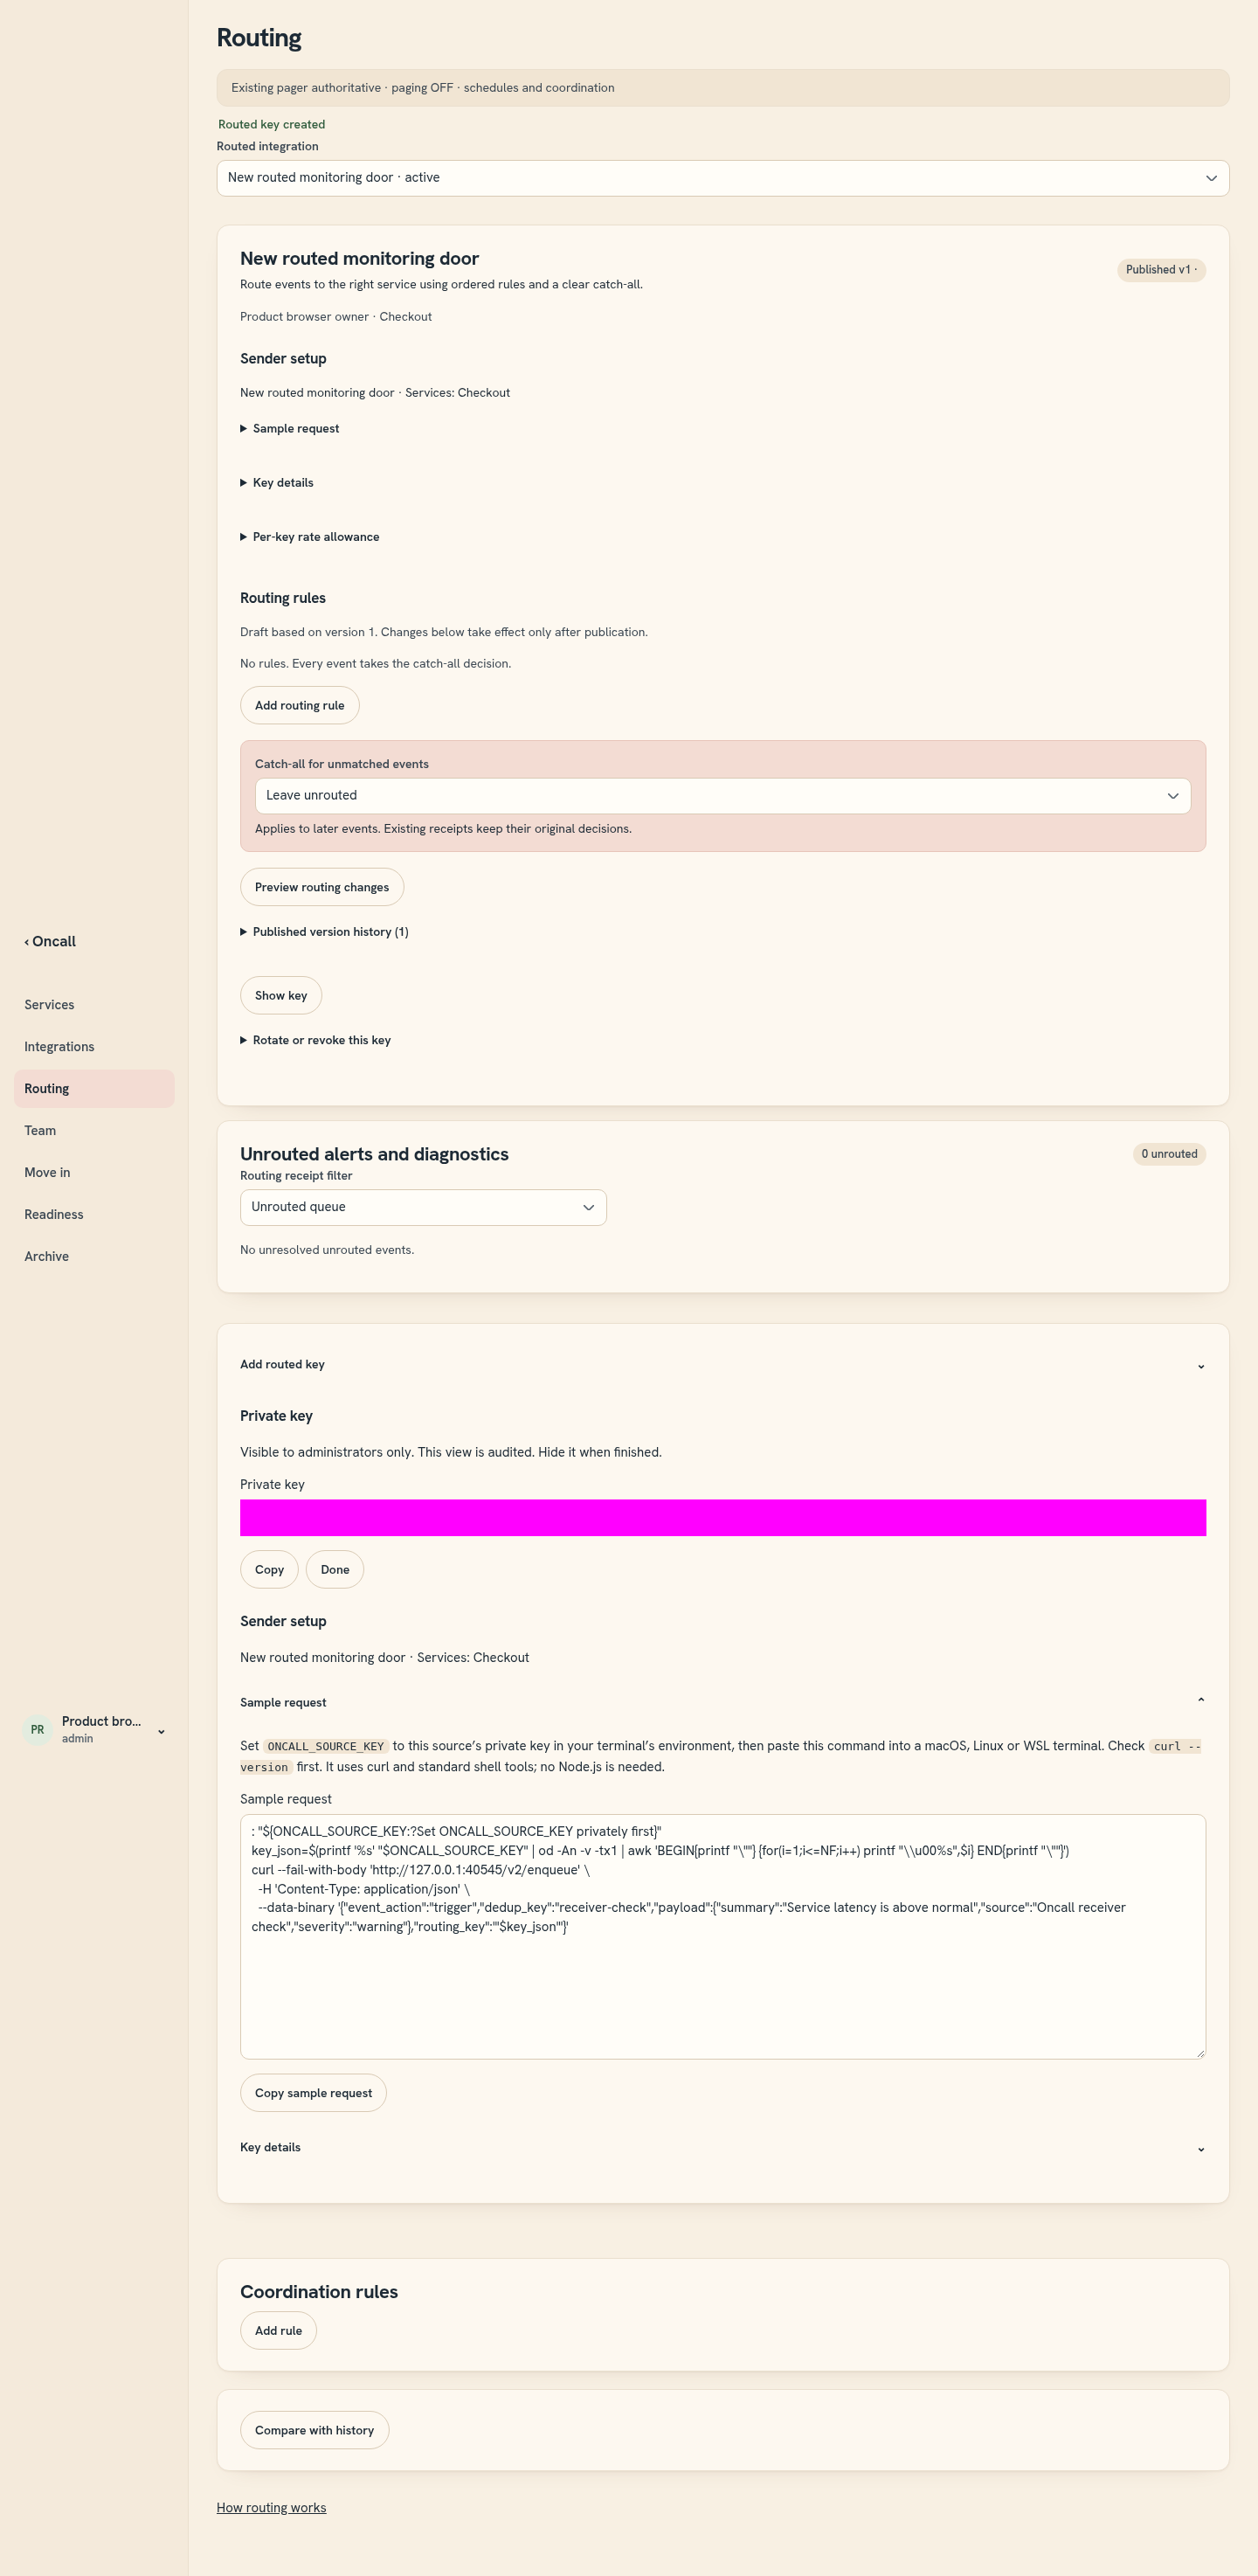 Routing
Existing pager authoritative · paging OFF · schedules and coordination
Routed key created
Routed integration
New routed monitoring door · active
New routed monitoring door
Published v1 ·
Route events to the right service using ordered rules and a clear catch-all.
Product browser owner · Checkout
Sender setup
New routed monitoring door · Services: Checkout
Sample request
Key details
Per-key rate allowance
Routing rules
Draft based on version 1. Changes below take effect only after publication.
No rules. Every event takes the catch-all decision.
Add routing rule
Catch-all for unmatched events
Leave unrouted
Applies to later events. Existing receipts keep their original decisions.
Preview routing changes
Published version history (1)
Show key
Rotate or revoke this key
‹ Oncall
Services
Integrations
Routing
Team
Move in
Readiness
Archive
Unrouted alerts and diagnostics
0 unrouted
Routing receipt filter
Unrouted queue
No unresolved unrouted events.
Add routed key
Private key
Visible to administrators only. This view is audited. Hide it when finished.
Private key
Copy
Done
Sender setup
New routed monitoring door · Services: Checkout
Sample request
PR
Product bro...
admin
Set ONCALL_SOURCE_KEY to this source’s private key in your terminal’s environment, then paste this command into a macOS, Linux or WSL terminal. Check curl --
version first. It uses curl and standard shell tools; no Node.js is needed.
Sample request
: "${ONCALL_SOURCE_KEY:?Set ONCALL_SOURCE_KEY privately first}"
key_json=$(printf '%s' "$ONCALL_SOURCE_KEY" | od -An -v -tx1 | awk 'BEGIN{printf "\""} {for(i=1;i<=NF;i++) printf "\\u00%s",$i} END{printf "\""}')
curl --fail-with-body 'http://127.0.0.1:40545/v2/enqueue' \
-H 'Content-Type: application/json' \
--data-binary '{"event_action":"trigger","dedup_key":"receiver-check","payload":{"summary":"Service latency is above normal","source":"Oncall receiver
check","severity":"warning"},"routing_key":'"$key_json"'}'
Copy sample request
Key details
Coordination rules
Add rule
Compare with history
How routing works